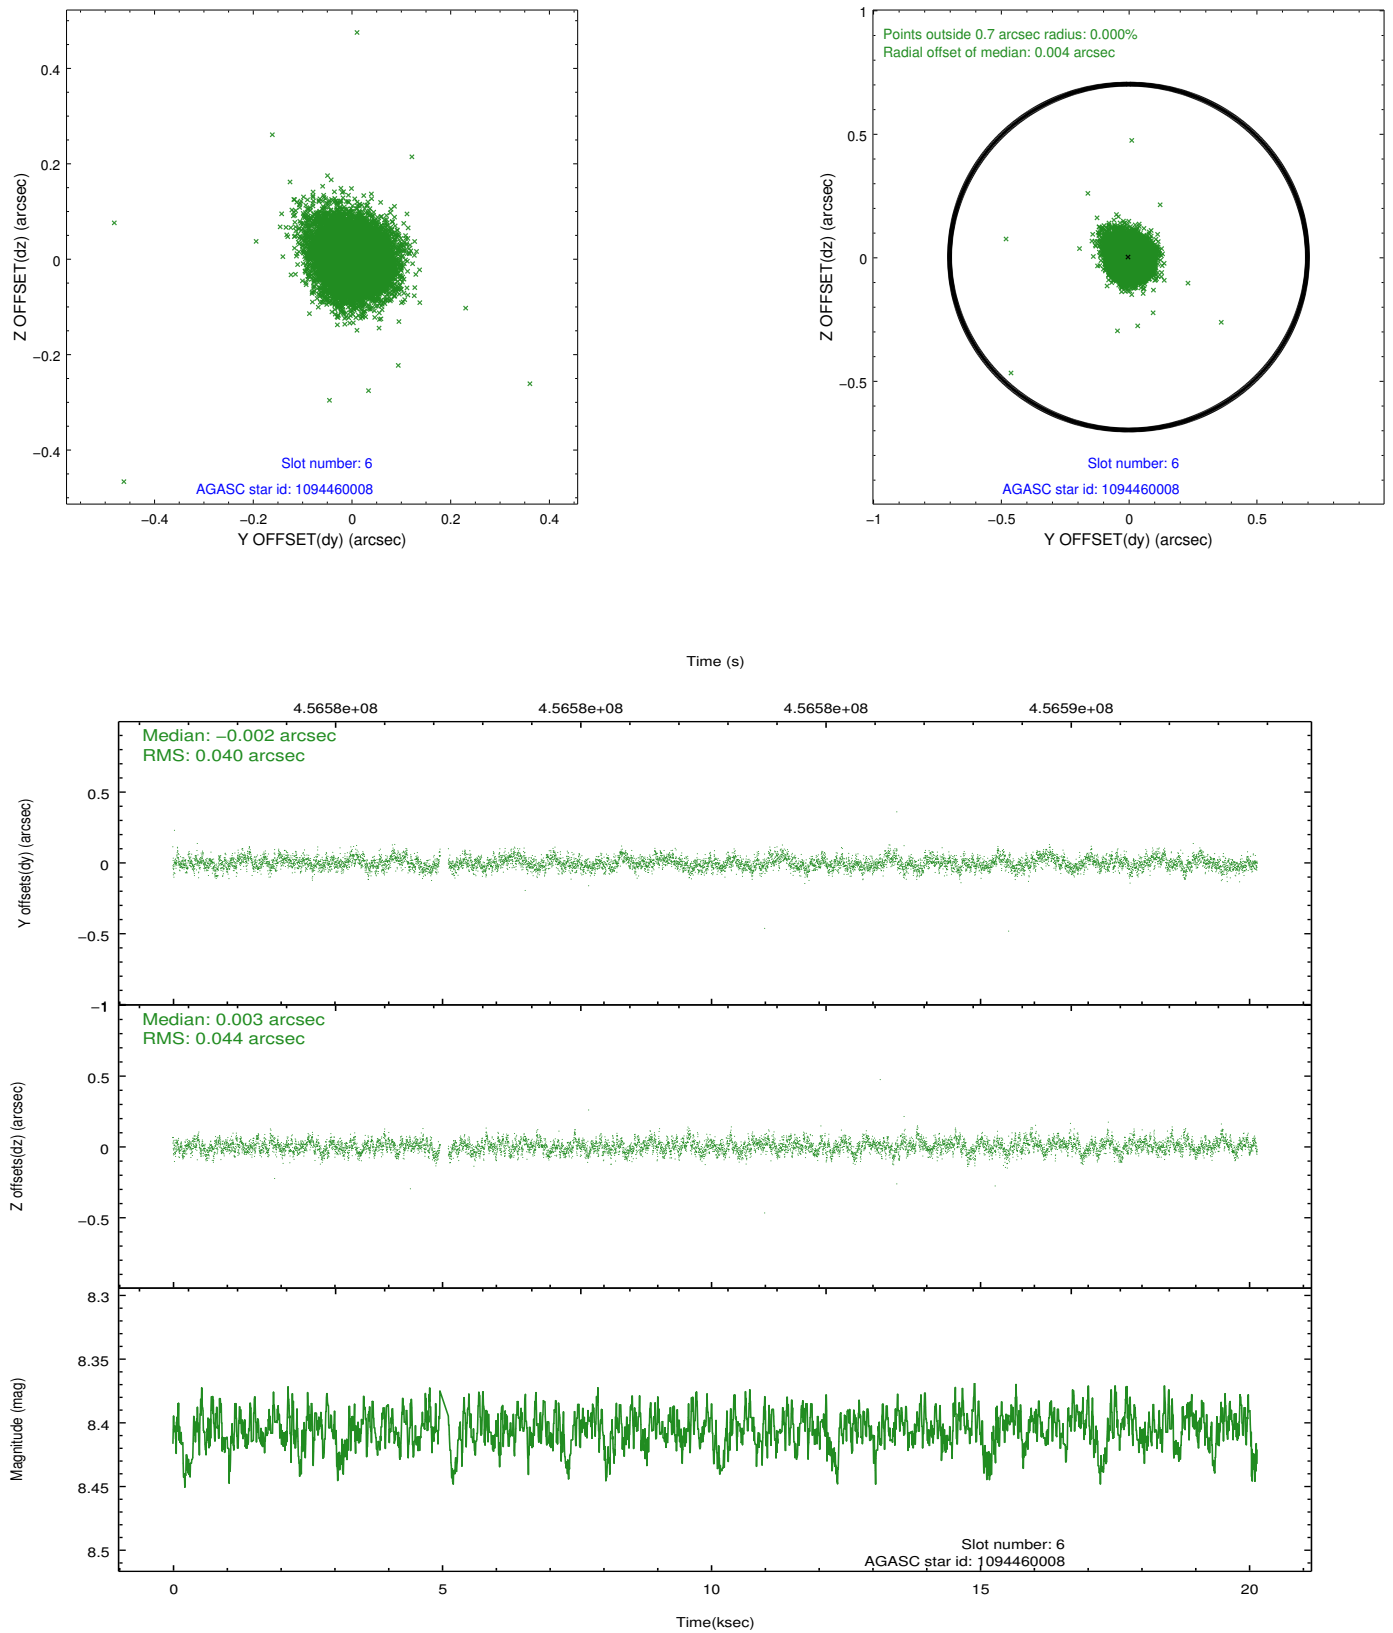 0.4
0.2
0
−0.2
−0.4
Z OFFSET(dz) (arcsec)
Slot number: 6
AGASC star id: 1094460008
−0.4 −0.2 0 0.2 0.4
Y OFFSET(dy) (arcsec)
Points outside 0.7 arcsec radius: 0.000%
Radial offset of median: 0.004 arcsec
1
0.5
0
−0.5
Z OFFSET(dz) (arcsec)
Slot number: 6
AGASC star id: 1094460008
−1 −0.5 0 0.5
Y OFFSET(dy) (arcsec)
Time (s)
4.5658e+08 4.5658e+08 4.5658e+08 4.5659e+08
Median: −0.002 arcsec
RMS: 0.040 arcsec
0.5
0
−0.5
−1
Y offsets(dy) (arcsec)
Median: 0.003 arcsec
RMS: 0.044 arcsec
0.5
0
−0.5
Z offsets(dz) (arcsec)
8.3
8.35
8.4
8.45
8.5
Magnitude (mag)
Slot number: 6
AGASC star id: 1094460008
0 5 10 15 20
Time(ksec)